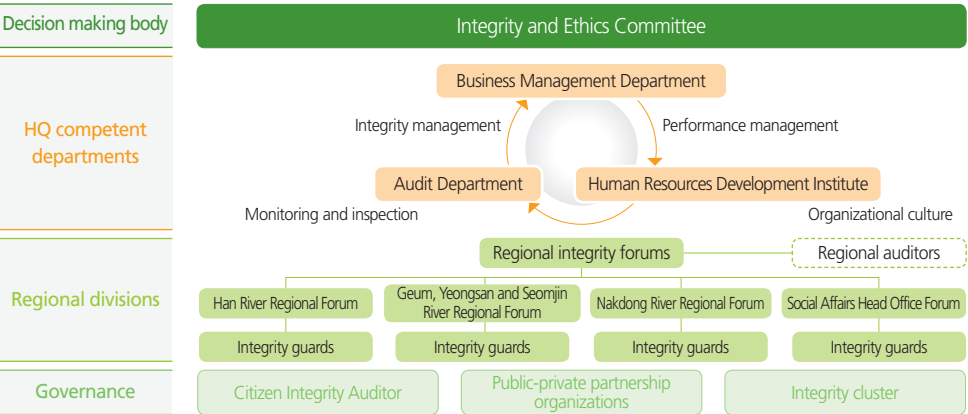 Decision making body
Integrity and Ethics Committee
HQ competent
departments
Business Management Department
Integrity management
Performance management
Audit Department
Human Resources Development Institute
Monitoring and inspection
Organizational culture
Regional divisions
Regional integrity forums
Regional auditors
Han River Regional Forum
Geum, Yeongsan and Seomjin
River Regional Forum
Nakdong River Regional Forum
Social Affairs Head Office Forum
Integrity guards
Integrity guards
Integrity guards
Integrity guards
Governance
Citizen Integrity Auditor
Public-private partnership
organizations
Integrity cluster